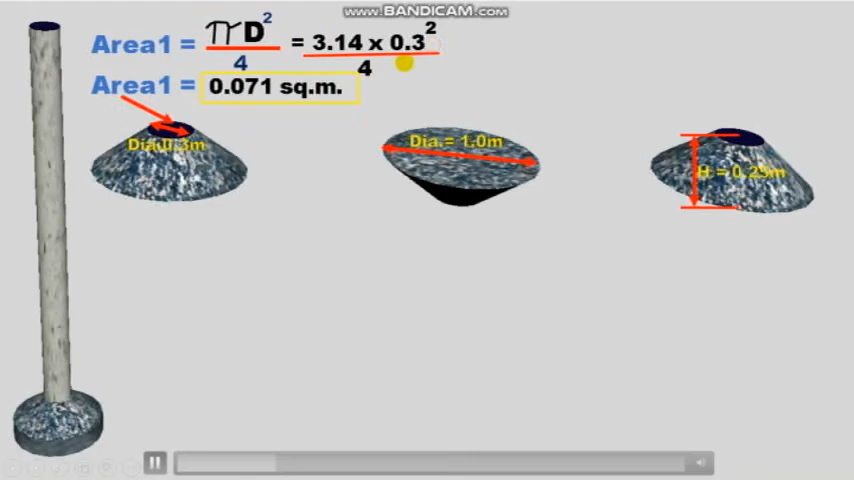 www.BANDICAM.com
Area1 = πD² / 4 = 3.14 x 0.3² / 4
Area1 = 0.071 sq.m.
Dia.0.3m
Dia.= 1.0m
H = 0.25m